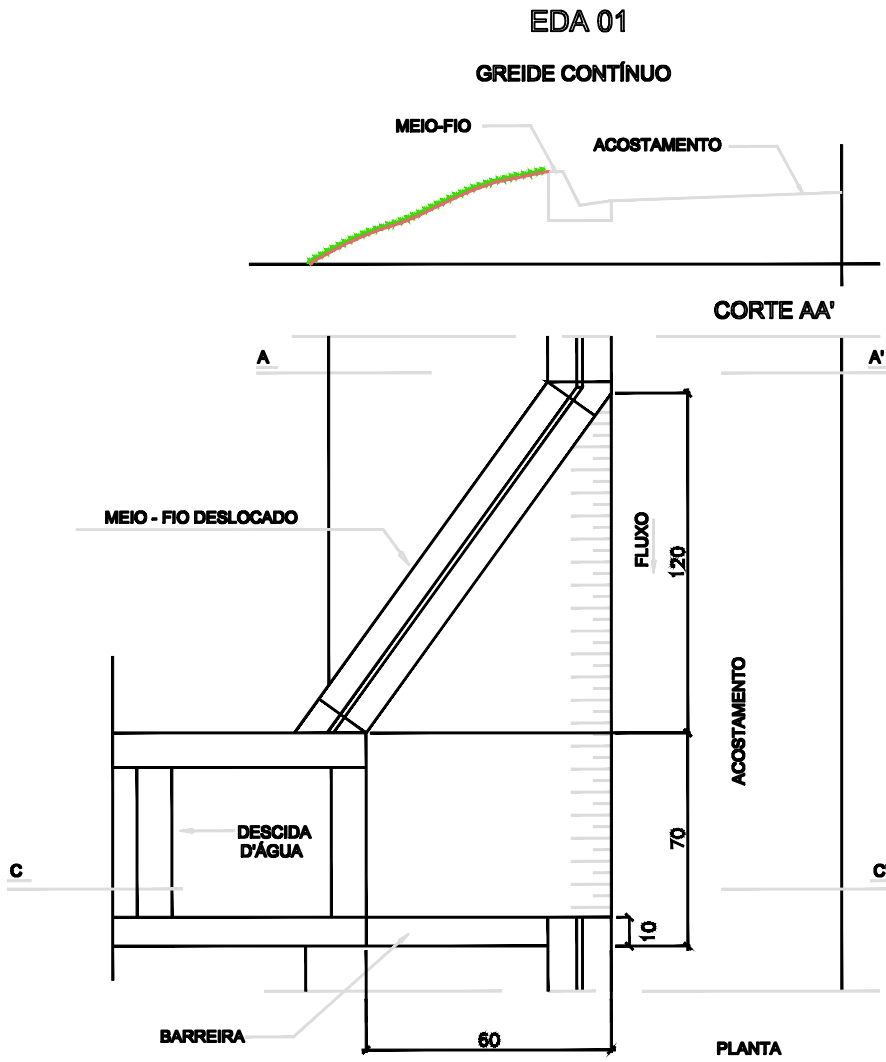 EDA 01
GREIDE CONTÍNUO
MEIO-FIO
ACOSTAMENTO
CORTE AA'
A
A'
MEIO - FIO DESLOCADO
FLUXO
120
ACOSTAMENTO
DESCIDA
D'ÁGUA
70
C
C'
10
BARREIRA
60
PLANTA